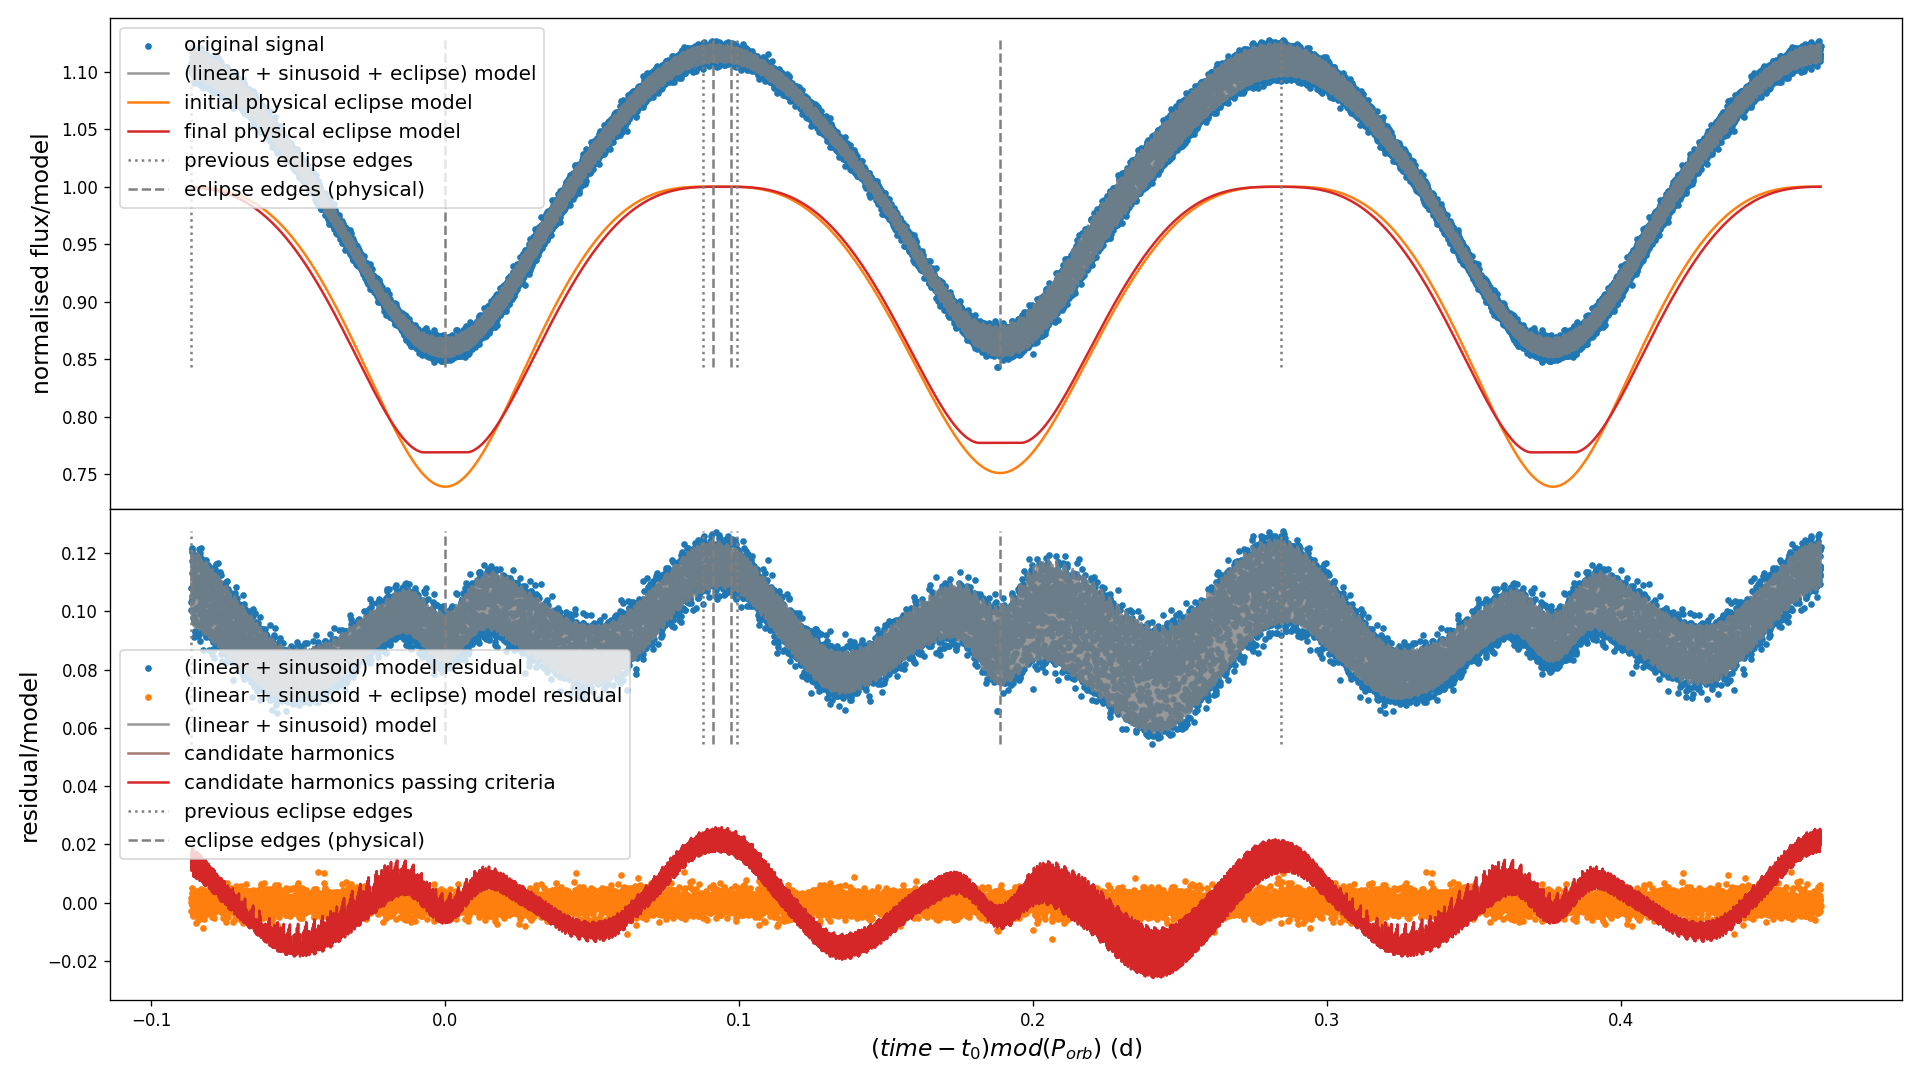 original signal
(linear + sinusoid + eclipse) model
initial physical eclipse model
final physical eclipse model
previous eclipse edges
eclipse edges (physical)
1.10
1.05
1.00
0.95
0.90
0.85
0.80
0.75
normalised flux/model
(linear + sinusoid) model residual
(linear + sinusoid + eclipse) model residual
(linear + sinusoid) model
candidate harmonics
candidate harmonics passing criteria
previous eclipse edges
eclipse edges (physical)
0.12
0.10
0.08
0.06
0.04
0.02
0.00
−0.02
residual/model
−0.1 0.0 0.1 0.2 0.3 0.4
(time − t₀)mod(Pₒᵣb) (d)